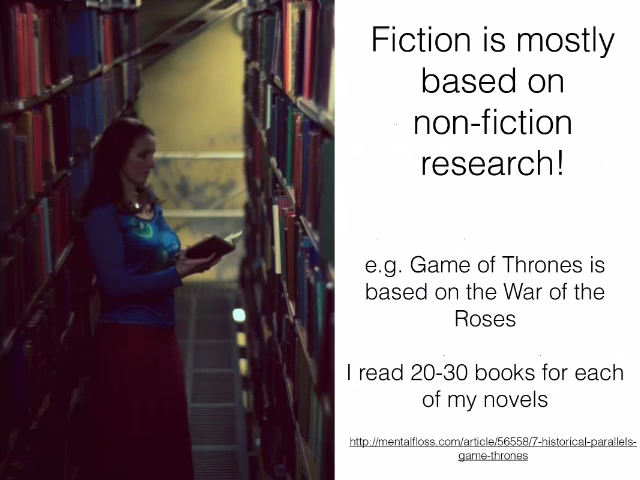 Fiction is mostly
based on
non-fiction
research!
e.g. Game of Thrones is
based on the War of the
Roses
I read 20-30 books for each
of my novels
http://mentalfloss.com/article/56558/7-historical-parallels-
game-thrones